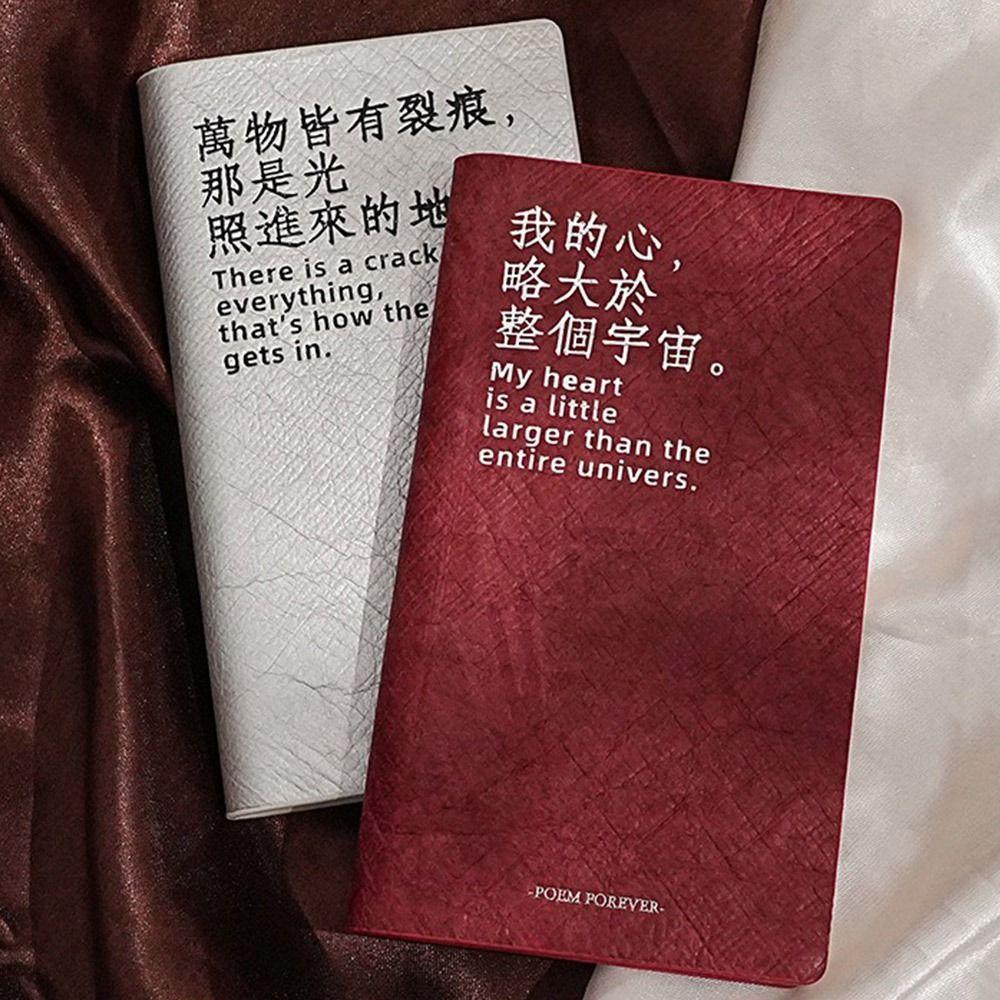 萬物皆有裂痕，
那是光
照進來的地
There is a crack
everything,
that's how the
gets in.
我的心，
略大於
整個宇宙。
My heart
is a little
larger than the
entire univers.
-POEM FOREVER-